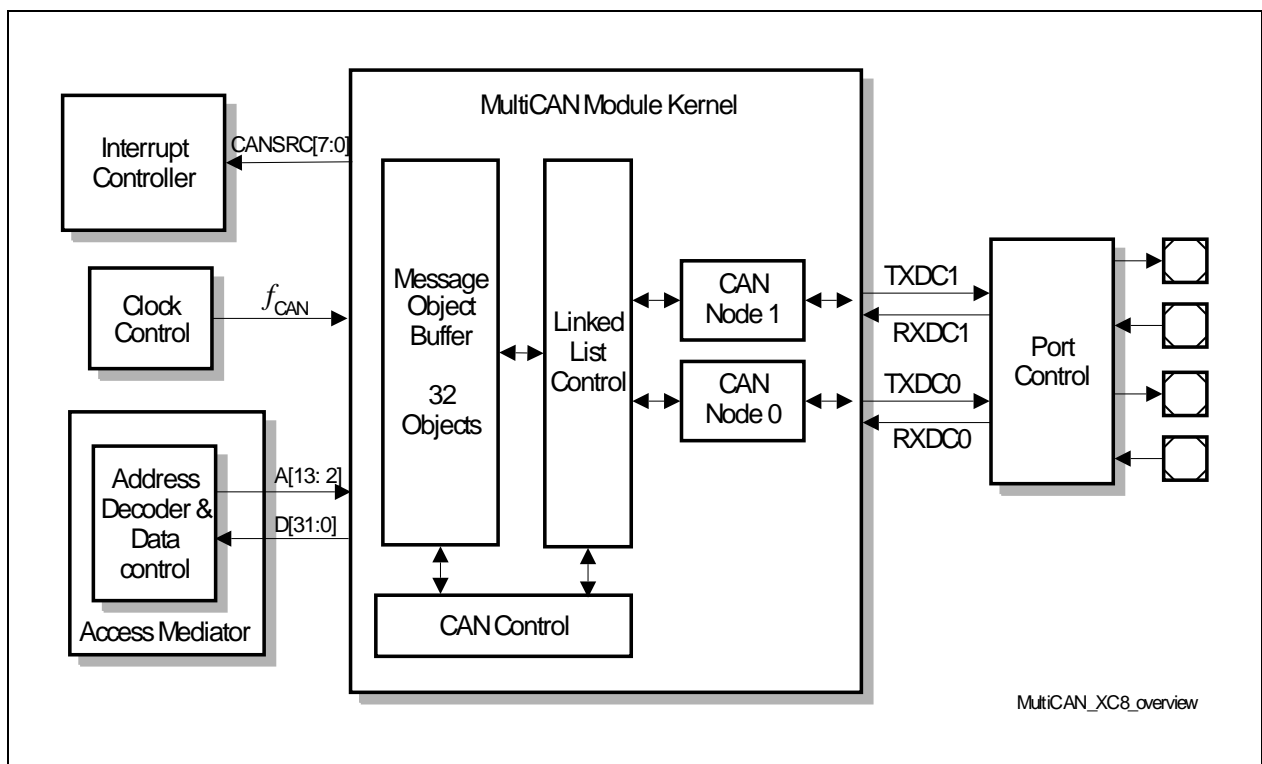 MultiCAN Module Kernel
Interrupt
Controller
CANSRC[7:0]
Clock
Control
fCAN
Address
Decoder &
Data
control
A[13: 2]
D[31:0]
Access Mediator
Message
Object
Buffer
32
Objects
Linked
List
Control
CAN
Node 1
CAN
Node 0
CAN Control
TXDC1
RXDC1
TXDC0
RXDC0
Port
Control
MultiCAN_XC8_overview